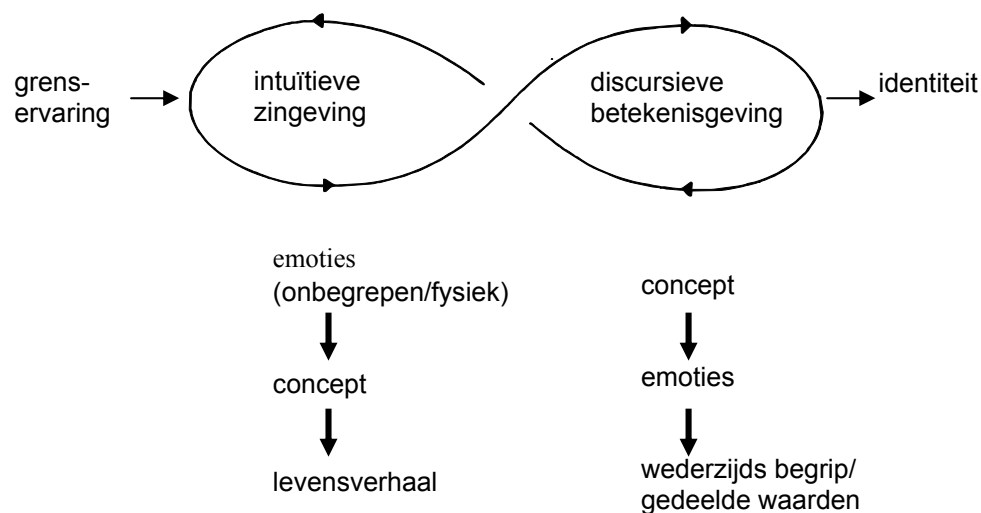 grens-
ervaring
intuïtieve
zingeving
discursieve
betekenisgeving
identiteit
emoties
(onbegrepen/fysiek)
concept
levensverhaal
concept
emoties
wederzijds begrip/
gedeelde waarden